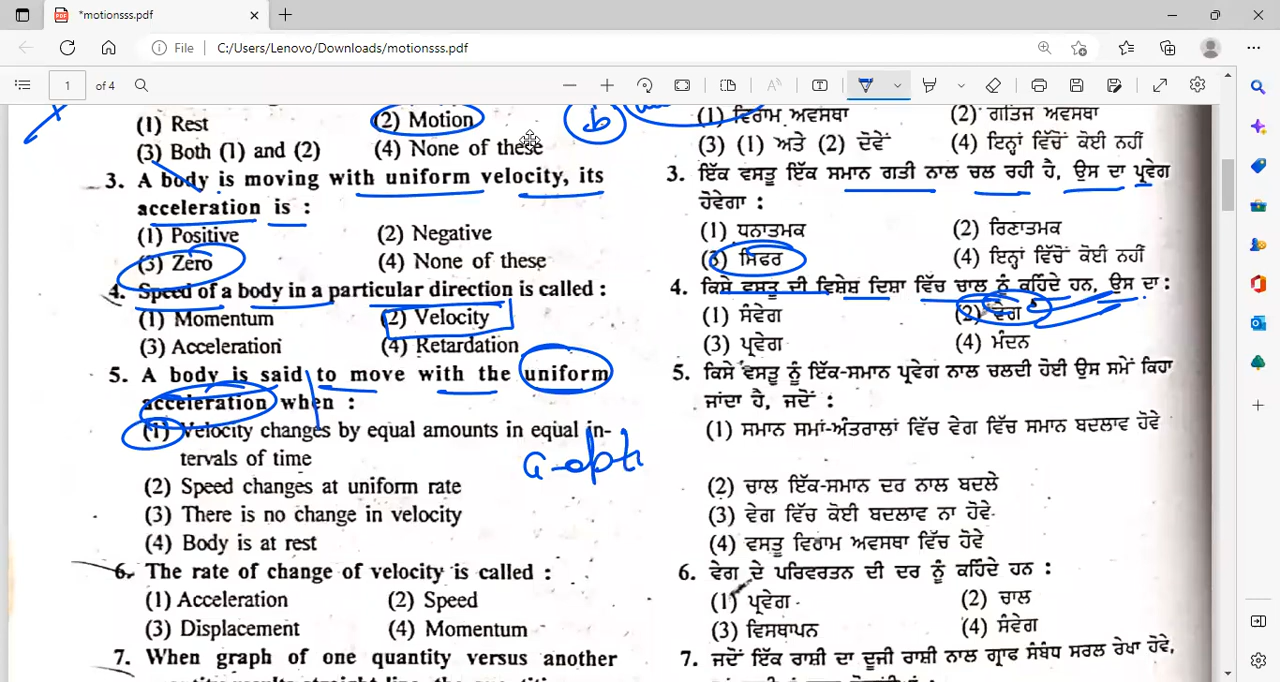 *motionsss.pdf
File
C:/Users/Lenovo/Downloads/motionsss.pdf
1
of 4
(1) Rest
(2) Motion
(3) Both (1) and (2)
(4) None of these
3. A body is moving with uniform velocity, its
acceleration is :
(1) Positive
(2) Negative
(3) Zero
(4) None of these
4. Speed of a body in a particular direction is called :
(1) Momentum
(2) Velocity
(3) Acceleration
(4) Retardation
5. A body is said to move with the uniform
acceleration when :
(1) Velocity changes by equal amounts in equal in-
tervals of time
(2) Speed changes at uniform rate
(3) There is no change in velocity
(4) Body is at rest
6. The rate of change of velocity is called :
(1) Acceleration
(2) Speed
(3) Displacement
(4) Momentum
7. When graph of one quantity versus another
b
(1) ਵਿਰਾਮ ਅਵਸਥਾ
(2) ਗਤਿਜ ਅਵਸਥਾ
(3) (1) ਅਤੇ (2) ਦੋਵੇਂ
(4) ਇਨ੍ਹਾਂ ਵਿੱਚੋਂ ਕੋਈ ਨਹੀਂ
3. ਇੱਕ ਵਸਤੂ ਇੱਕ ਸਮਾਨ ਗਤੀ ਨਾਲ ਚਲ ਰਹੀ ਹੈ, ਉਸ ਦਾ ਪ੍ਰਵੇਗ
ਹੋਵੇਗਾ :
(1) ਧਨਾਤਮਕ
(2) ਰਿਣਾਤਮਕ
(3) ਸਿਫਰ
(4) ਇਨ੍ਹਾਂ ਵਿੱਚੋਂ ਕੋਈ ਨਹੀਂ
4. ਕਿਸੇ ਵਸਤੂ ਦੀ ਵਿਸ਼ੇਸ਼ ਦਿਸ਼ਾ ਵਿੱਚ ਚਾਲ ਨੂੰ ਕਹਿੰਦੇ ਹਨ, ਉਸ ਦਾ :
(1) ਸੰਵੇਗ
(2) ਵੇਗ
(3) ਪ੍ਰਵੇਗ
(4) ਮੰਦਨ
5. ਕਿਸੇ ਵਸਤੂ ਨੂੰ ਇੱਕ-ਸਮਾਨ ਪ੍ਰਵੇਗ ਨਾਲ ਚਲਦੀ ਹੋਈ ਉਸ ਸਮੇਂ ਕਿਹਾ
ਜਾਂਦਾ ਹੈ, ਜਦੋਂ :
(1) ਸਮਾਨ ਸਮਾਂ-ਅੰਤਰਾਲਾਂ ਵਿੱਚ ਵੇਗ ਵਿੱਚ ਸਮਾਨ ਬਦਲਾਵ ਹੋਵੇ
(2) ਚਾਲ ਇੱਕ-ਸਮਾਨ ਦਰ ਨਾਲ ਬਦਲੇ
(3) ਵੇਗ ਵਿੱਚ ਕੋਈ ਬਦਲਾਵ ਨਾ ਹੋਵੇ
(4) ਵਸਤੂ ਵਿਰਾਮ ਅਵਸਥਾ ਵਿੱਚ ਹੋਵੇ
6. ਵੇਗ ਦੇ ਪਰਿਵਰਤਨ ਦੀ ਦਰ ਨੂੰ ਕਹਿੰਦੇ ਹਨ :
(1) ਪ੍ਰਵੇਗ
(2) ਚਾਲ
(3) ਵਿਸਥਾਪਨ
(4) ਸੰਵੇਗ
7. ਜਦੋਂ ਇੱਕ ਰਾਸ਼ੀ ਦਾ ਦੂਜੀ ਰਾਸ਼ੀ ਨਾਲ ਗ੍ਰਾਫ ਸੰਬੰਧ ਸਰਲ ਰੇਖਾ ਹੋਵੇ,